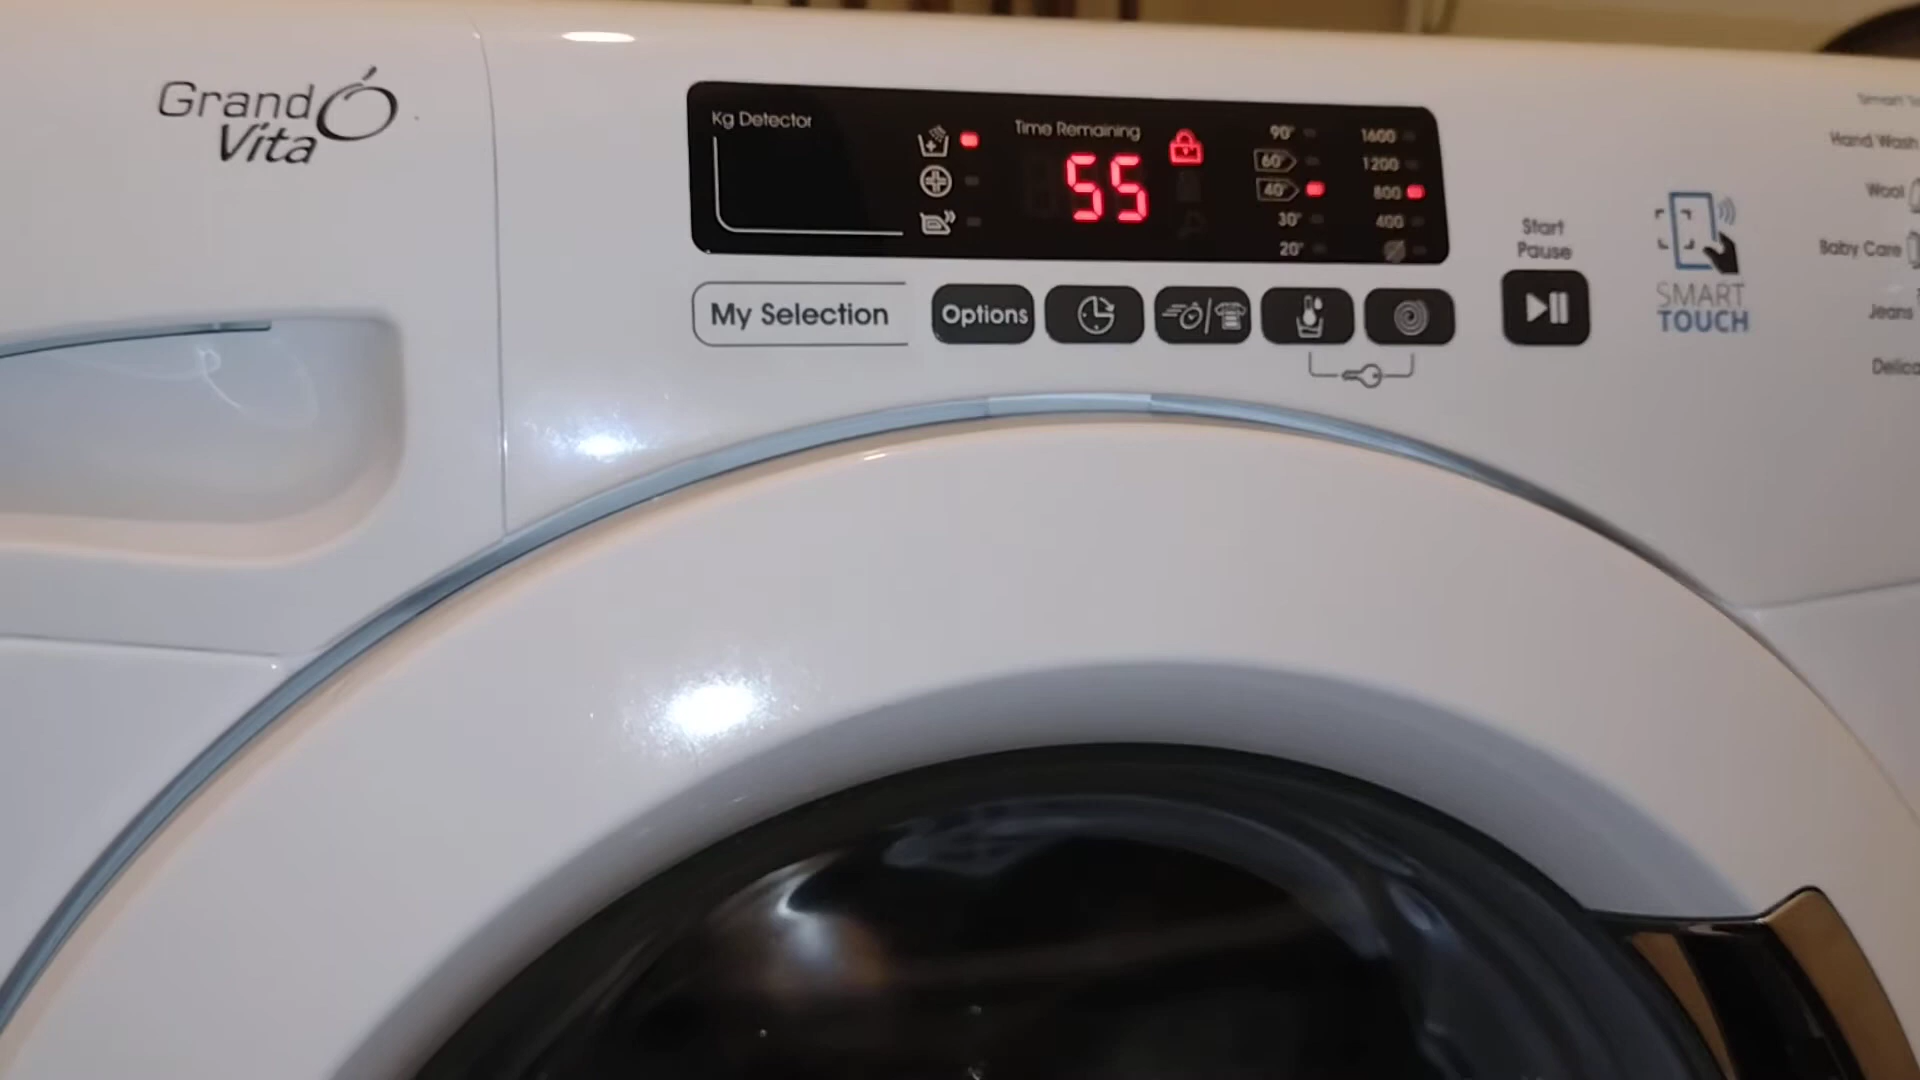 Grand Ó
Vita
Kg Detector
Time Remaining
55
90°
60°
40°
30°
20°
1600
1200
800
400
My Selection
Options
Start
Pause
SMART
TOUCH
Hand Wash
Wool
Baby Care
Jeans